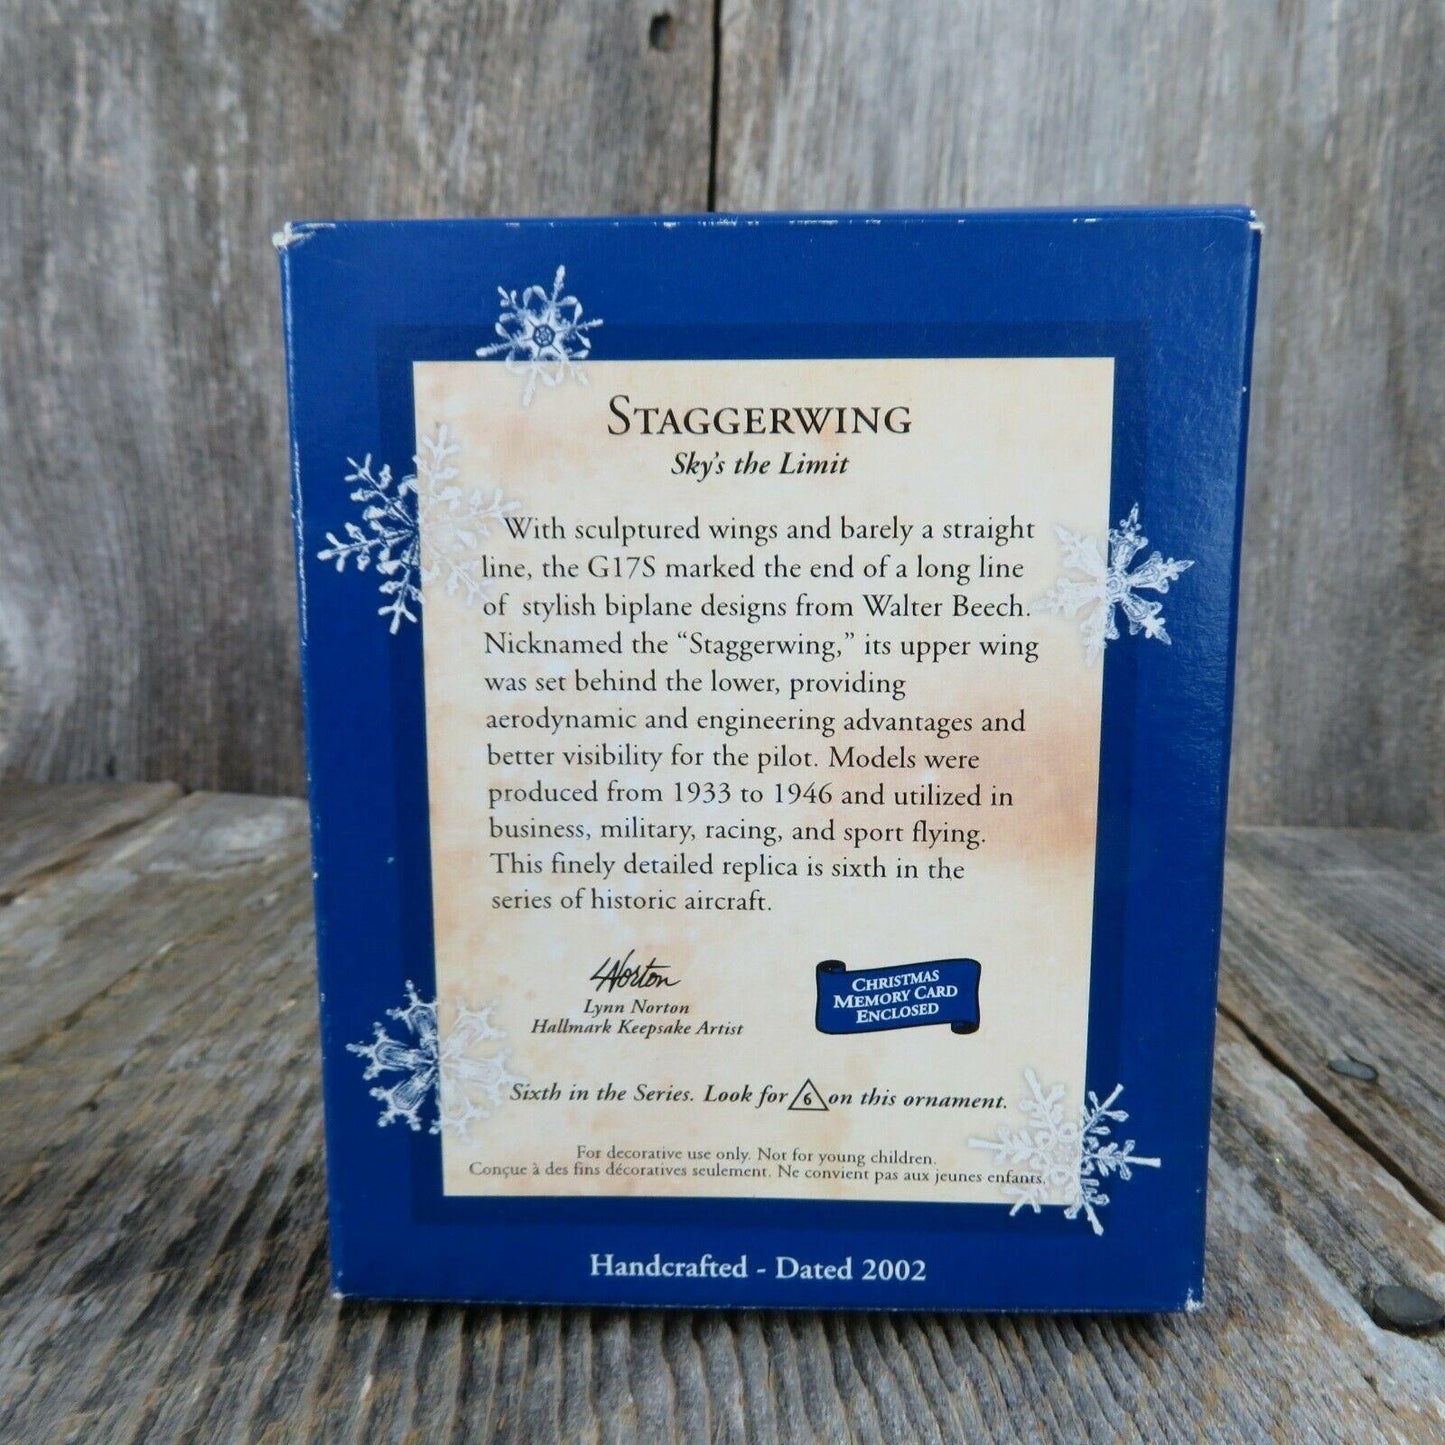 STAGGERWING
Sky's the Limit
With sculptured wings and barely a straight
line, the G17S marked the end of a long line
of stylish biplane designs from Walter Beech.
Nicknamed the “Staggerwing,” its upper wing
was set behind the lower, providing
aerodynamic and engineering advantages and
better visibility for the pilot. Models were
produced from 1933 to 1946 and utilized in
business, military, racing, and sport flying.
This finely detailed replica is sixth in the
series of historic aircraft.
LNorton
Lynn Norton
Hallmark Keepsake Artist
CHRISTMAS
MEMORY CARD
ENCLOSED
Sixth in the Series. Look for 6 on this ornament.
For decorative use only. Not for young children.
Conçue à des fins décoratives seulement. Ne convient pas aux jeunes enfants.
Handcrafted - Dated 2002